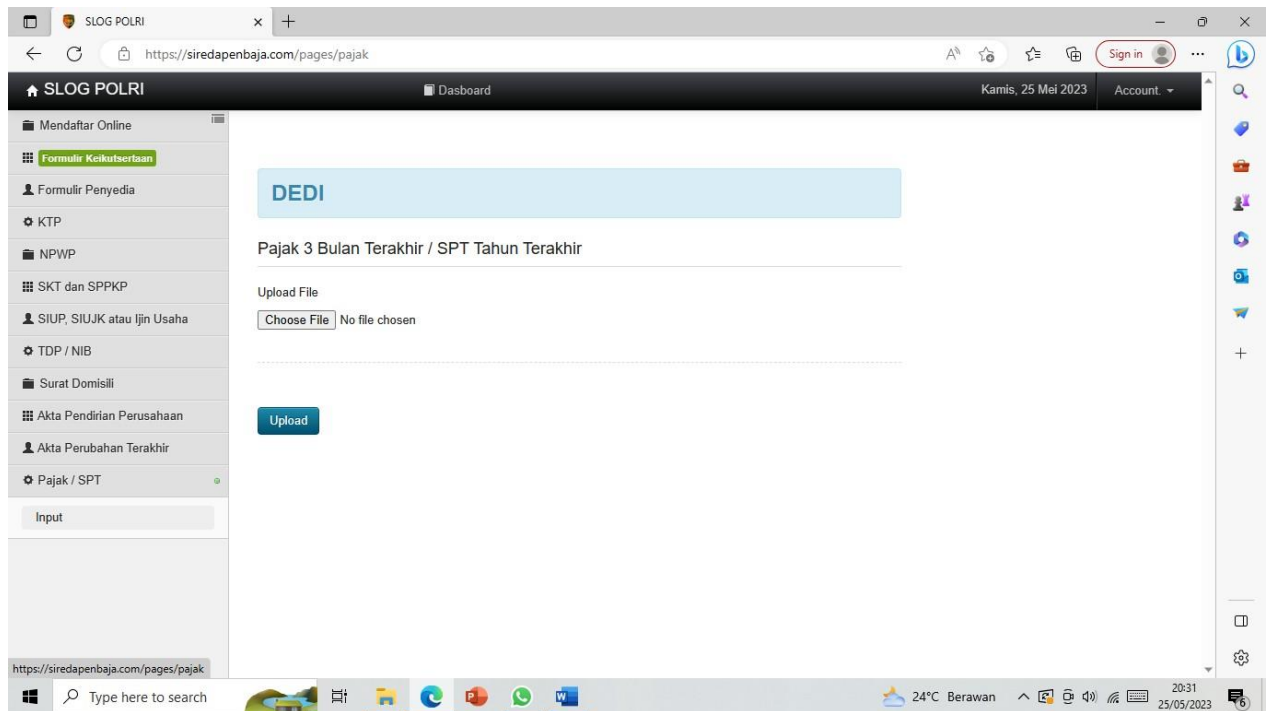 SLOG POLRI
https://siredapenbaja.com/pages/pajak
Sign in
SLOG POLRI
Dasboard
Kamis, 25 Mei 2023
Account.
Mendaftar Online
Formulir Keikutsertaan
Formulir Penyedia
KTP
NPWP
SKT dan SPPKP
SIUP, SIUJK atau Ijin Usaha
TDP / NIB
Surat Domisili
Akta Pendirian Perusahaan
Akta Perubahan Terakhir
Pajak / SPT
Input
DEDI
Pajak 3 Bulan Terakhir / SPT Tahun Terakhir
Upload File
Choose File No file chosen
Upload
https://siredapenbaja.com/pages/pajak
Type here to search
24°C Berawan
20:31
25/05/2023
6